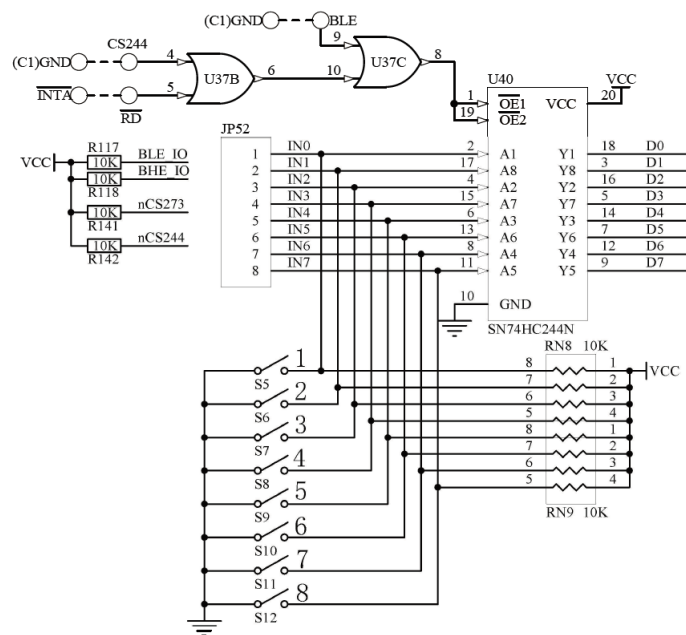 (C1)GND BLE
(C1)GND CS244 4 9 8
U37B 6 10 U37C
INTA RD 5
U40
1 OE1 VCC 20 VCC
19 OE2
JP52
1 IN0 2 A1 Y1 18 D0
2 IN1 17 A8 Y8 3 D1
3 IN2 4 A2 Y2 16 D2
4 IN3 15 A7 Y7 5 D3
5 IN4 6 A3 Y3 14 D4
6 IN5 13 A6 Y6 7 D5
7 IN6 8 A4 Y4 12 D6
8 IN7 11 A5 Y5 9 D7
10 GND
SN74HC244N
VCC
R117 10K BLE_IO
10K BHE_IO
R118
10K nCS273
R141
10K nCS244
R142
RN8 10K
8 1 VCC
7 2
6 3
5 4
8 1
7 2
6 3
5 4
RN9 10K
1
S5
2
S6
3
S7
4
S8
5
S9
6
S10
7
S11
8
S12